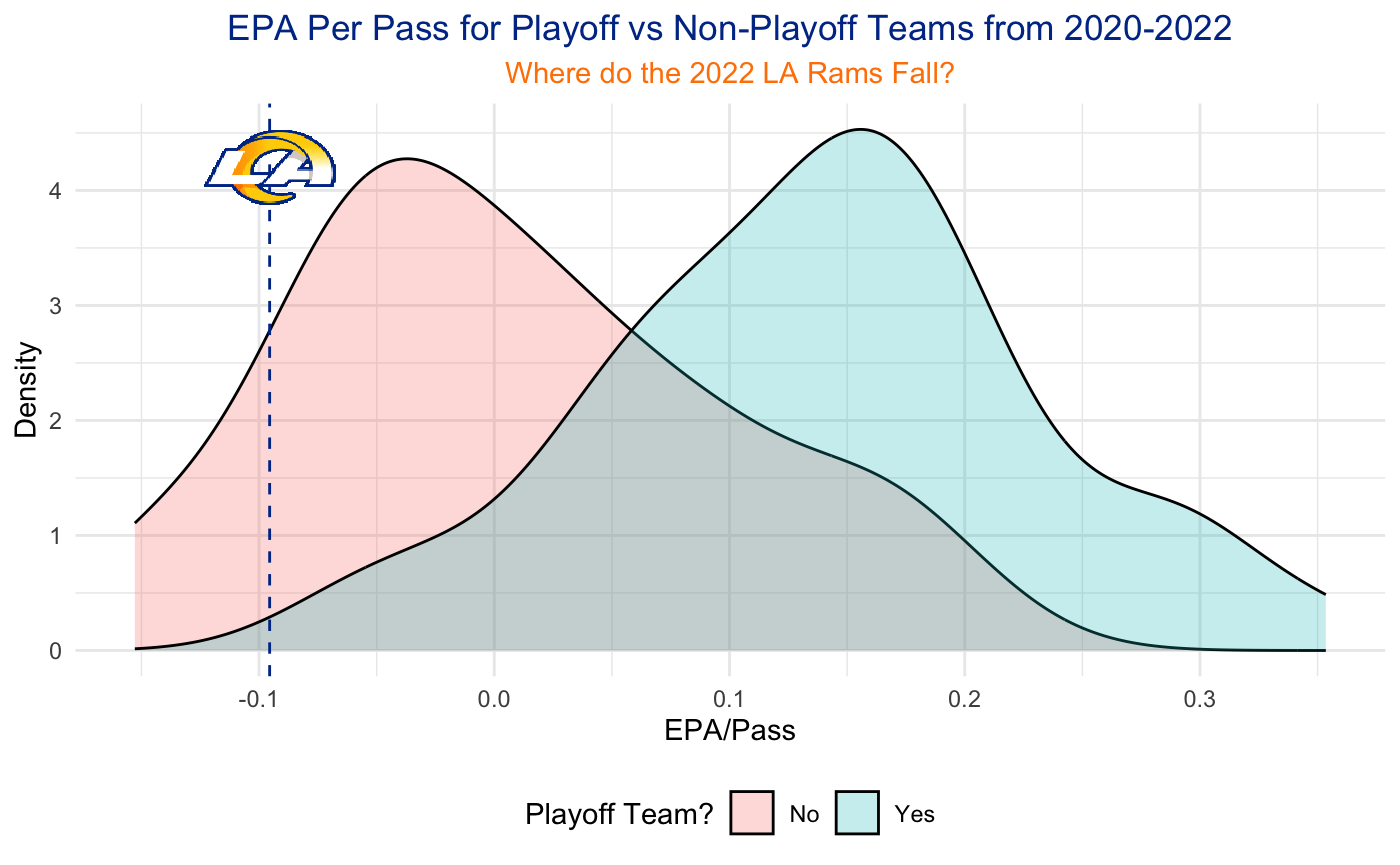 EPA Per Pass for Playoff vs Non-Playoff Teams from 2020-2022
Where do the 2022 LA Rams Fall?
LA
4
3
2
1
0
Density
-0.1 0.0 0.1 0.2 0.3
EPA/Pass
Playoff Team? No Yes